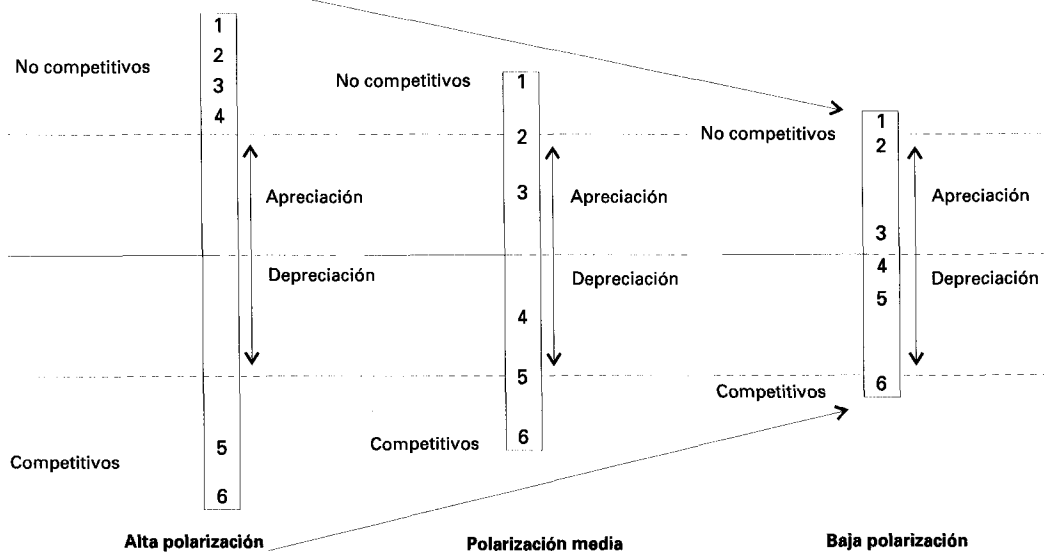 1
2
No competitivos
3
4
Apreciación
Depreciación
5
Competitivos
6
Alta polarización
No competitivos
1
2
3
Apreciación
Depreciación
4
5
Competitivos
6
Polarización media
1
No competitivos
2
Apreciación
3
4
Depreciación
5
6
Competitivos
Baja polarización